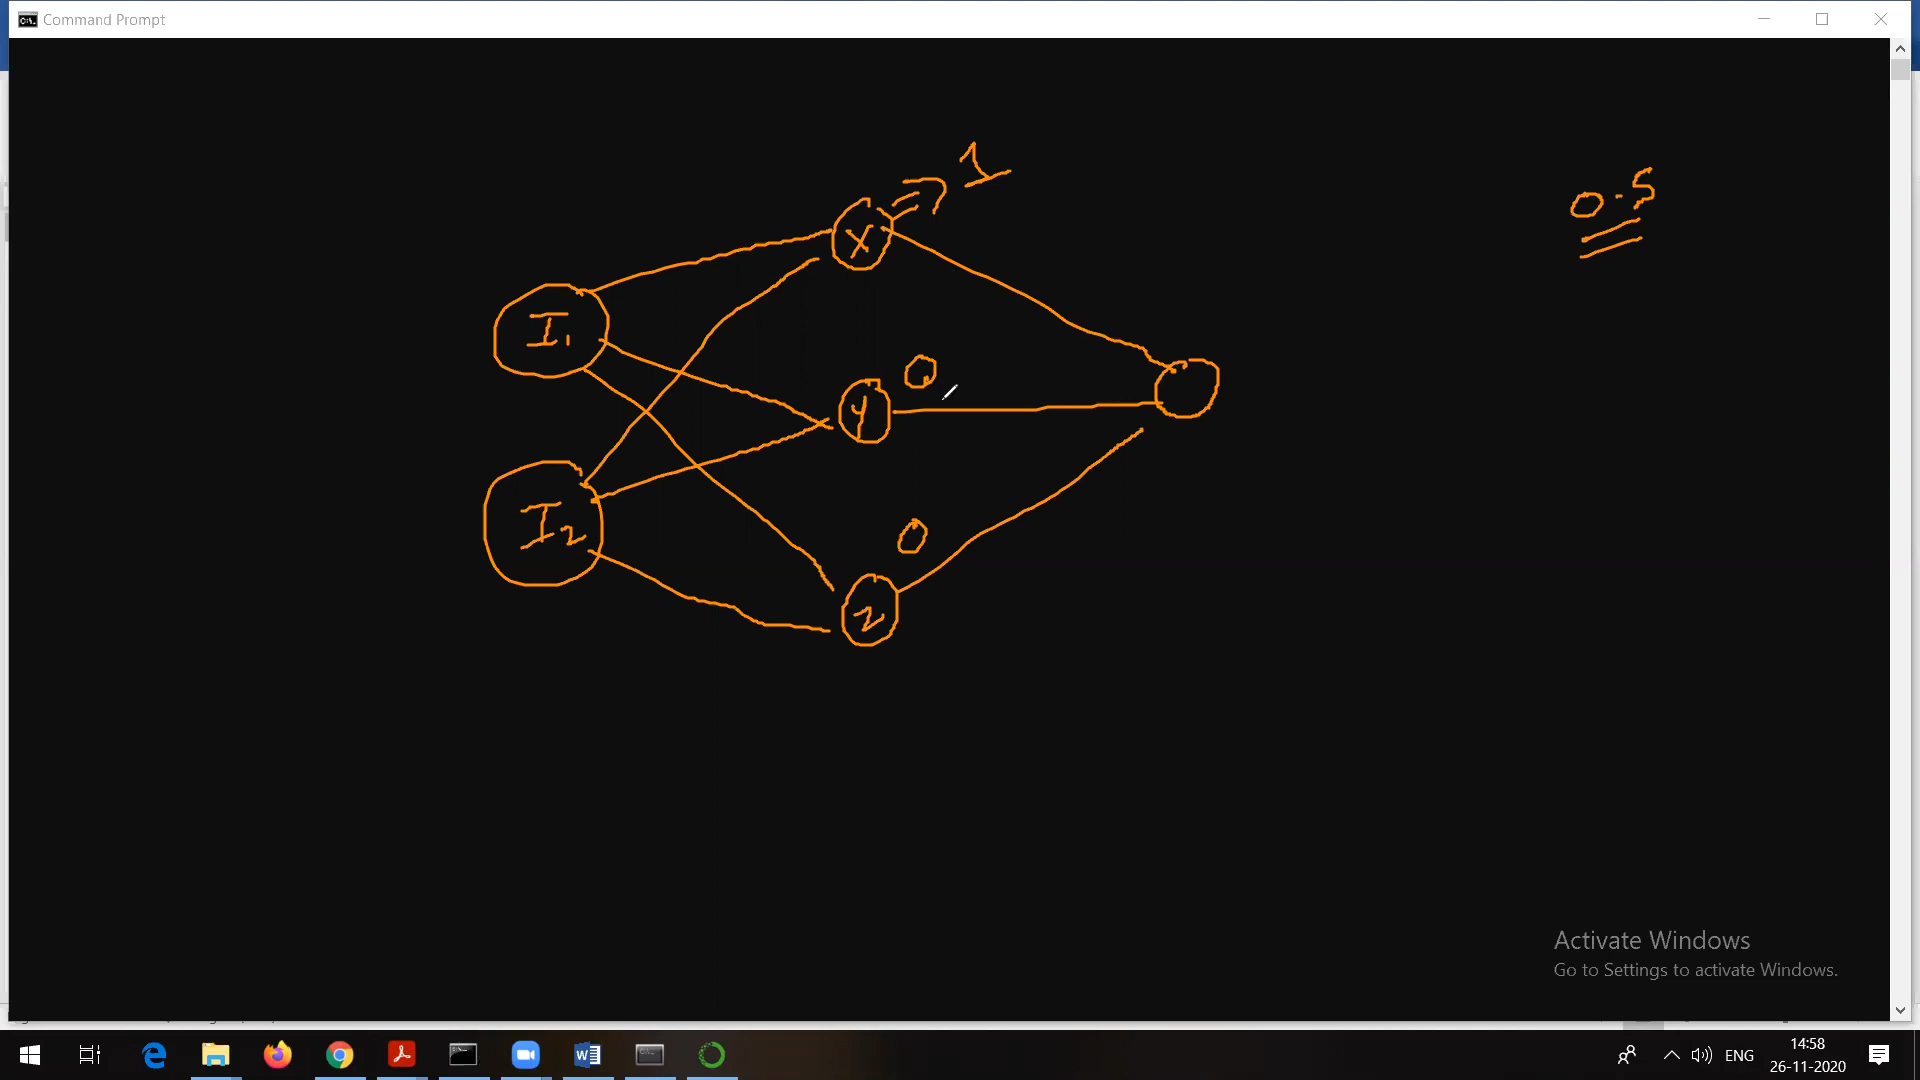 Command Prompt
1
0.5
X
I1
0
y
I2
0
z
Activate Windows
Go to Settings to activate Windows.
ENG
14:58
26-11-2020